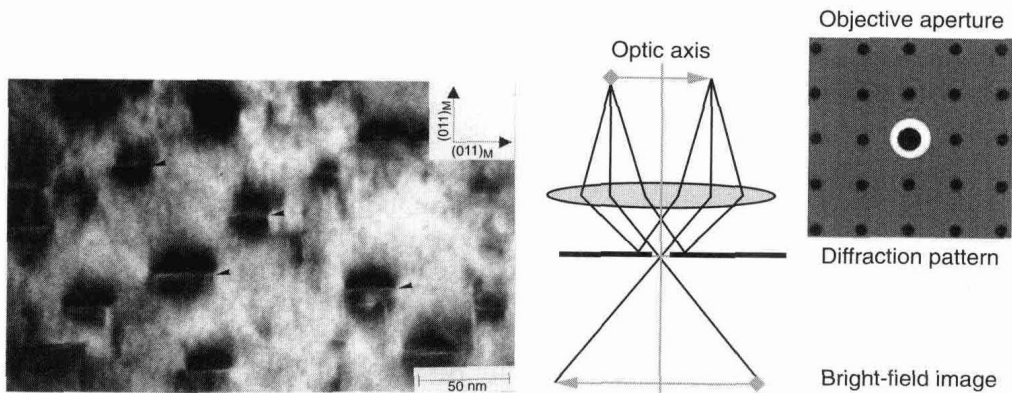 (011)M
(011)M
50 nm
Optic axis
Objective aperture
Diffraction pattern
Bright-field image